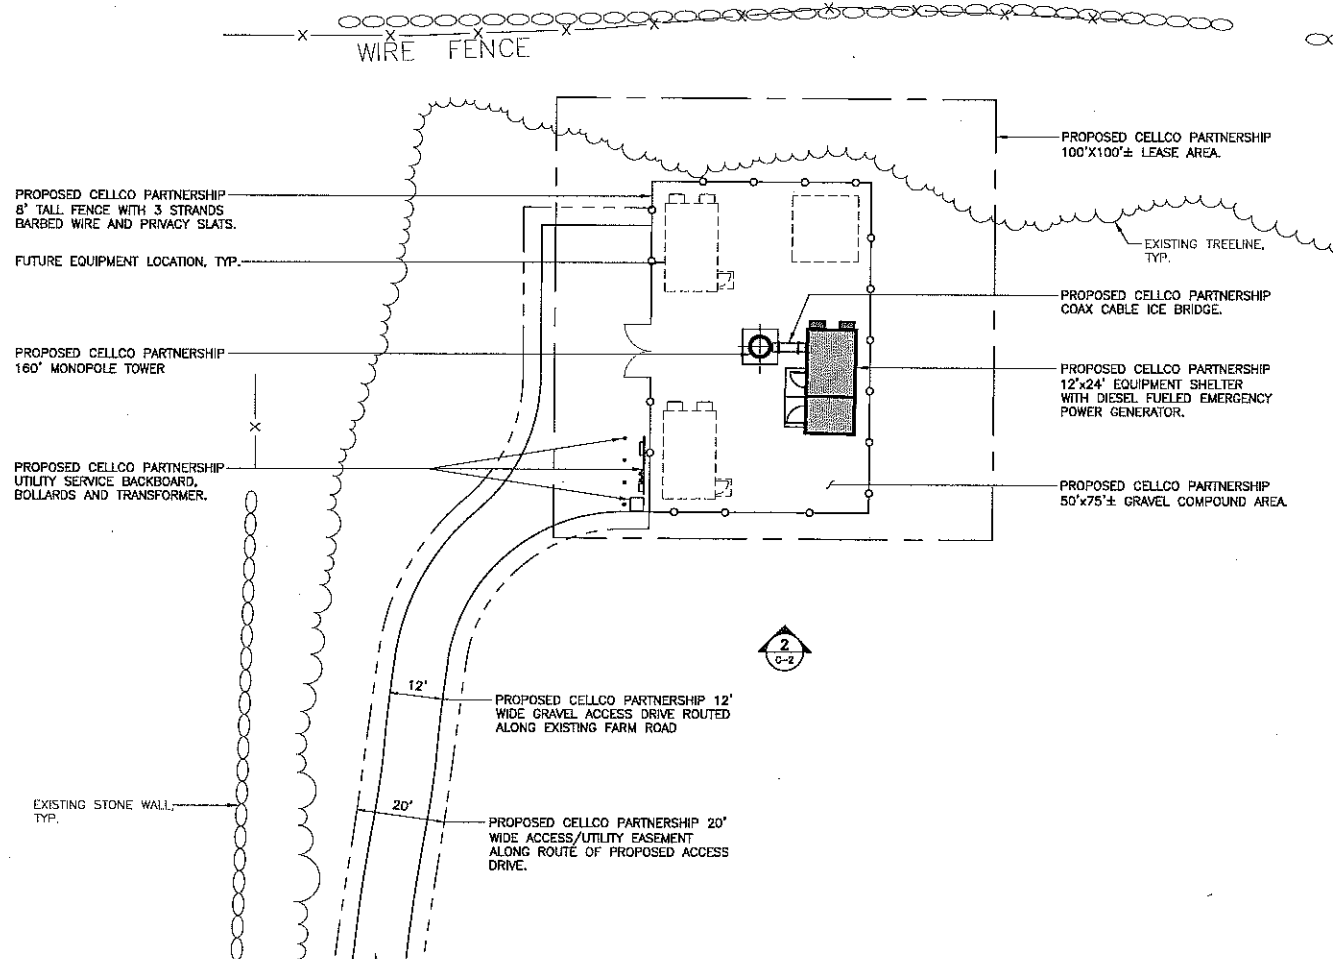 WIRE FENCE
PROPOSED CELLCO PARTNERSHIP
100'X100'± LEASE AREA.
PROPOSED CELLCO PARTNERSHIP
8' TALL FENCE WITH 3 STRANDS
BARBED WIRE AND PRIVACY SLATS.
EXISTING TREELINE,
TYP.
FUTURE EQUIPMENT LOCATION, TYP.
PROPOSED CELLCO PARTNERSHIP
COAX CABLE ICE BRIDGE.
PROPOSED CELLCO PARTNERSHIP
160' MONOPOLE TOWER
PROPOSED CELLCO PARTNERSHIP
12'x24' EQUIPMENT SHELTER
WITH DIESEL FUELED EMERGENCY
POWER GENERATOR.
PROPOSED CELLCO PARTNERSHIP
UTILITY SERVICE BACKBOARD,
BOLLARDS AND TRANSFORMER.
PROPOSED CELLCO PARTNERSHIP
50'x75'± GRAVEL COMPOUND AREA.
2
C-2
12'
PROPOSED CELLCO PARTNERSHIP 12'
WIDE GRAVEL ACCESS DRIVE ROUTED
ALONG EXISTING FARM ROAD
EXISTING STONE WALL,
TYP.
20'
PROPOSED CELLCO PARTNERSHIP 20'
WIDE ACCESS/UTILITY EASEMENT
ALONG ROUTE OF PROPOSED ACCESS
DRIVE.